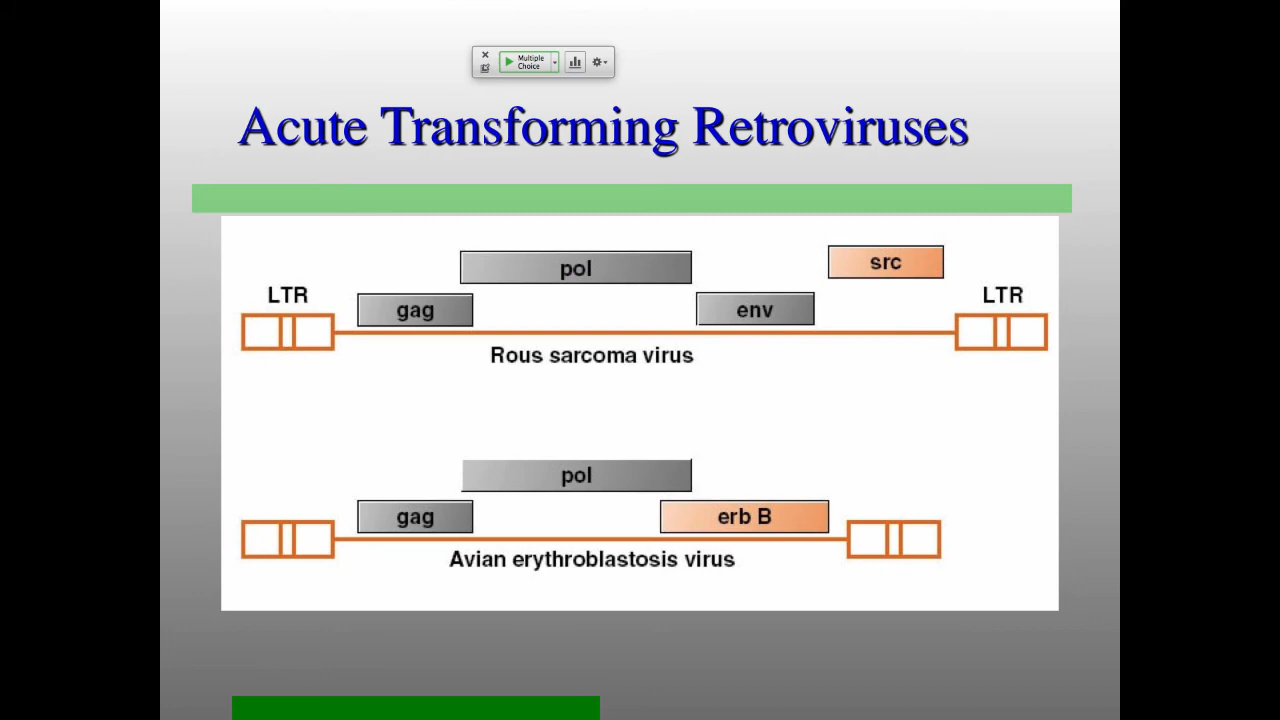 Multiple
Choice
Acute Transforming Retroviruses
pol
src
LTR
LTR
gag
env
Rous sarcoma virus
pol
gag
erb B
Avian erythroblastosis virus